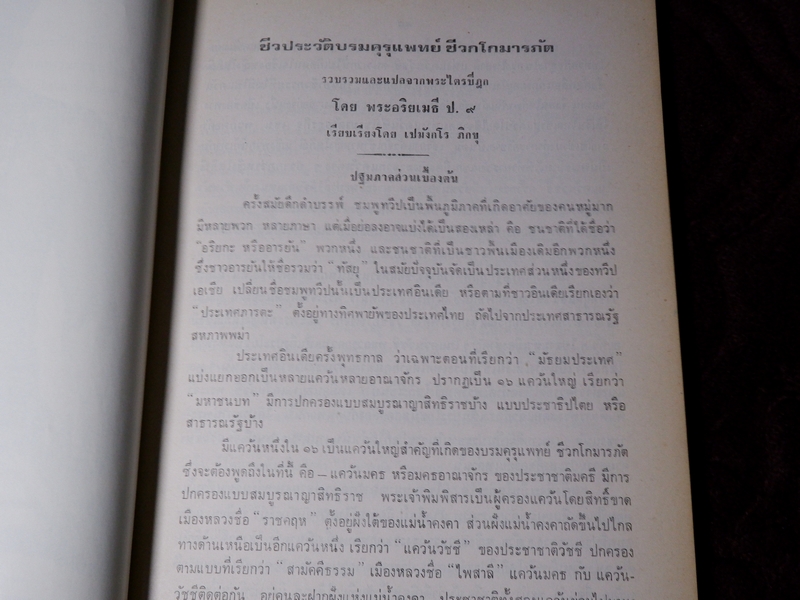 ชีวประวัติบรมครุแพทย์ ชีวกโกมารภัต
รวบรวมและแปลจากพระไตรปิฎก
โดย พระอริยเมธี ป. ๙
เรียบเรียงโดย เปมังกโร ภิกขุ
ปฐมภาคส่วนเบื้องต้น
ครั้งสมัยดึกดำบรรพ์ ชมพูทวีปเป็นพื้นภูมิภาคที่เกิดอาศัยของคนหมู่มาก
มีหลายพวก หลายภาษา แต่เมื่อย่อลงอาจแบ่งได้เป็นสองเหล่า คือ ชนชาติที่ได้ชื่อว่า
"อริยกะ หรืออารยัน" พวกหนึ่ง และชนชาติที่เป็นชาวพื้นเมืองเดิมอีกพวกหนึ่ง
ซึ่งชาวอารยันให้ชื่อรวมว่า "ทัสยุ" ในสมัยปัจจุบันจัดเป็นประเทศส่วนหนึ่งของทวีป
เอเซีย เปลี่ยนชื่อชมพูทวีปนั้นเป็นประเทศอินเดีย หรือตามที่ชาวอินเดียเรียกเองว่า
"ประเทศภารตะ" ตั้งอยู่ทางทิศพายัพของประเทศไทย ถัดไปจากประเทศสาธารณรัฐ
สหภาพพม่า
ประเทศอินเดียครั้งพุทธกาล ว่าเฉพาะตอนที่เรียกว่า "มัธยมประเทศ"
แบ่งแยกออกเป็นหลายแคว้นหลายอาณาจักร ปรากฏเป็น ๑๖ แคว้นใหญ่ เรียกว่า
"มหาชนบท" มีการปกครองแบบสมบูรณาญาสิทธิราชบ้าง แบบประชาธิปไตย หรือ
สาธารณรัฐบ้าง
มีแคว้นหนึ่งใน ๑๖ เป็นแคว้นใหญ่สำคัญที่เกิดของบรมครุแพทย์ ชีวกโกมารภัต
ซึ่งจะต้องพูดถึงในที่นี้ คือ – แคว้นมคธ หรือมคธอาณาจักร ของประชาชาติมคธี มีการ
ปกครองแบบสมบูรณาญาสิทธิราช พระเจ้าพิมพิสารเป็นผู้ครองแคว้นโดยสิทธิ์ขาด
เมืองหลวงชื่อ "ราชคฤห" ตั้งอยู่ฝั่งใต้ของแม่น้ำคงคา ส่วนฝั่งแม่น้ำคงคาถัดขึ้นไปไกล
ทางด้านเหนือเป็นอีกแคว้นหนึ่ง เรียกว่า "แคว้นวัชชี" ของประชาชาติวัชชี ปกครอง
ตามแบบที่เรียกว่า "สามัคคีธรรม" เมืองหลวงชื่อ "ไพสาลี" แคว้นมคธ กับ แคว้น-
วัชชีติดต่อกัน อยู่คนละฝากฝั่งแห่งแม่น้ำคงคา